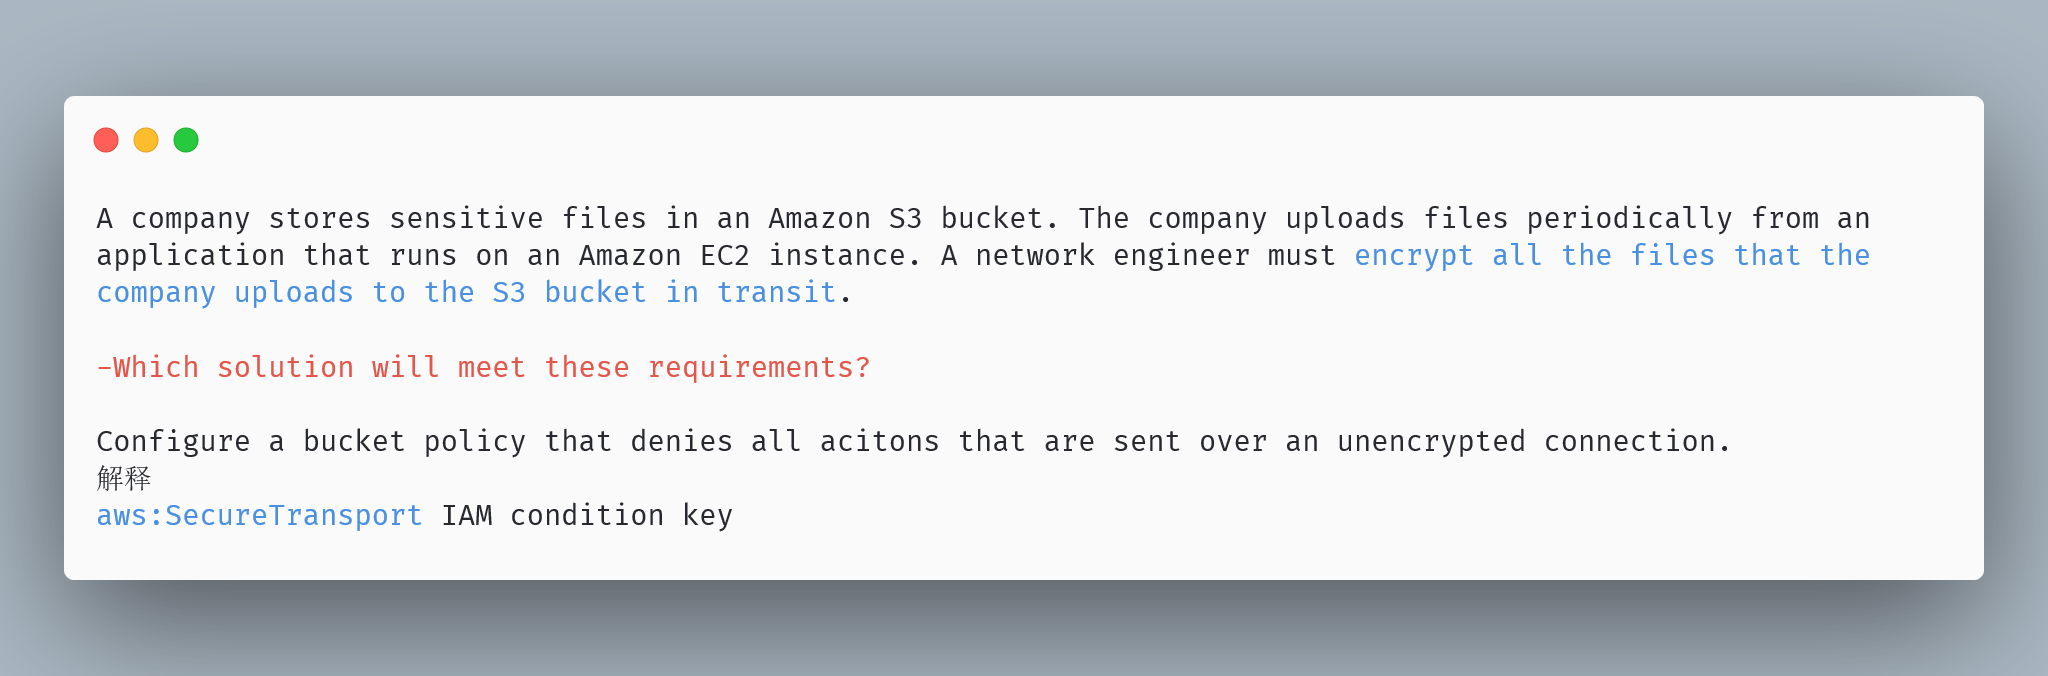 A company stores sensitive files in an Amazon S3 bucket. The company uploads files periodically from an
application that runs on an Amazon EC2 instance. A network engineer must encrypt all the files that the
company uploads to the S3 bucket in transit.
-Which solution will meet these requirements?
Configure a bucket policy that denies all acitons that are sent over an unencrypted connection.
解释
aws:SecureTransport IAM condition key